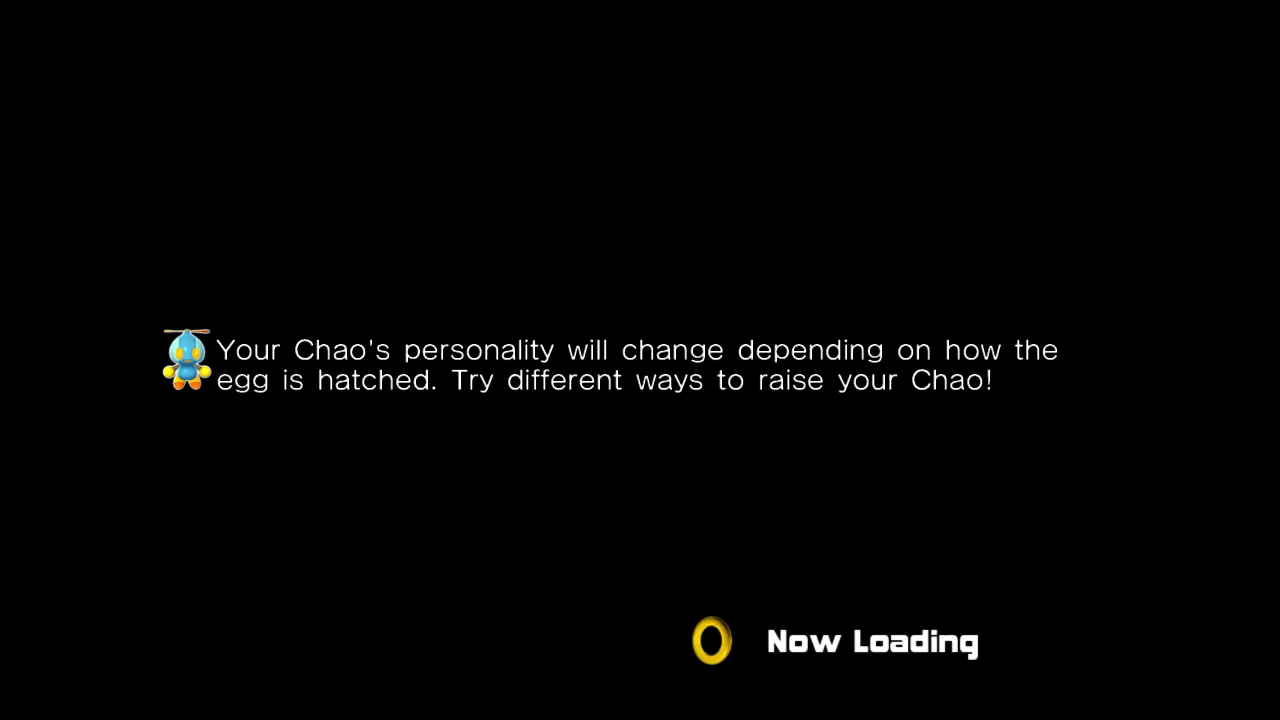 Your Chao's personality will change depending on how the
egg is hatched. Try different ways to raise your Chao!
Now Loading